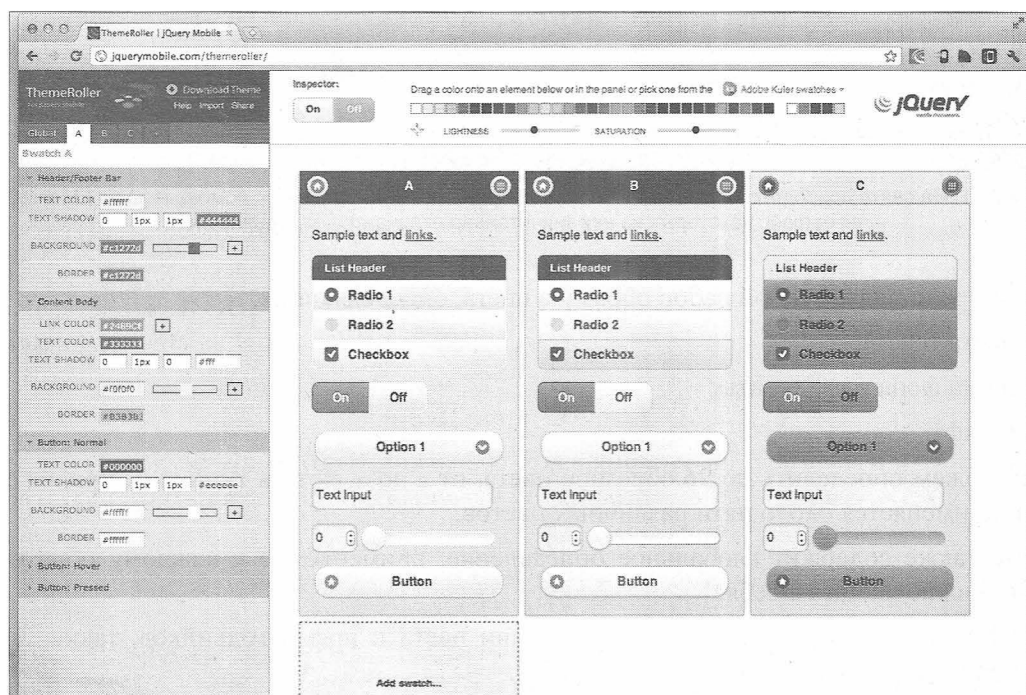 ThemeRoller | jQuery Mobile
jquerymobile.com/themeroller/
ThemeRoller
Download Theme
Help Import Share
Global A B C +
Swatch A
Header/Footer Bar
TEXT COLOR #ffffff
TEXT SHADOW 0 1px 1px #444444
BACKGROUND #c1272d +
BORDER #c1272d
Content Body
LINK COLOR +
TEXT COLOR #333333
TEXT SHADOW 0 1px 0 #fff
BACKGROUND #f0f0f0 +
BORDER #B3B3B3
Button: Normal
TEXT COLOR #000000
TEXT SHADOW 0 1px 1px #eeeeee
BACKGROUND #ffffff +
BORDER #ffffff
Button: Hover
Button: Pressed
Inspector:
On Off
Drag a color onto an element below or in the panel or pick one from the Adobe Kuler swatches
LIGHTNESS SATURATION
jQuery
A
Sample text and links.
List Header
Radio 1
Radio 2
Checkbox
On Off
Option 1
Text Input
0
Button
B
Sample text and links.
List Header
Radio 1
Radio 2
Checkbox
On Off
Option 1
Text Input
0
Button
C
Sample text and links.
List Header
Radio 1
Radio 2
Checkbox
On Off
Option 1
Text Input
0
Button
Add swatch...